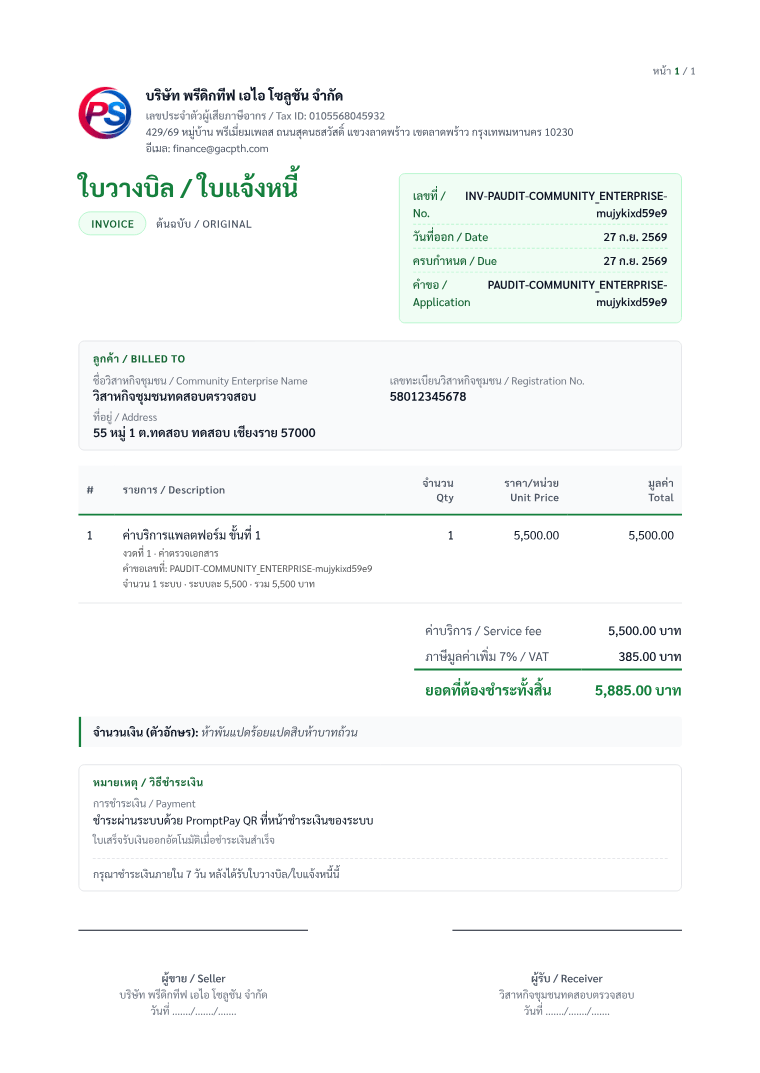 หน้า 1 / 1
PS
บริษัท พรีดิกทีฟ เอไอ โซลูชัน จำกัด
เลขประจำตัวผู้เสียภาษีอากร / Tax ID: 0105568045932
429/69 หมู่บ้าน พรีเมี่ยมเพลส ถนนสุคนธสวัสดิ์ แขวงลาดพร้าว เขตลาดพร้าว กรุงเทพมหานคร 10230
อีเมล: finance@gacpth.com
ใบวางบิล / ใบแจ้งหนี้
INVOICE ต้นฉบับ / ORIGINAL
เลขที่ / INV-PAUDIT-COMMUNITY_ENTERPRISE-
No. mujykixd59e9
วันที่ออก / Date 27 ก.ย. 2569
ครบกำหนด / Due 27 ก.ย. 2569
คำขอ / PAUDIT-COMMUNITY_ENTERPRISE-
Application mujykixd59e9
ลูกค้า / BILLED TO
ชื่อวิสาหกิจชุมชน / Community Enterprise Name เลขทะเบียนวิสาหกิจชุมชน / Registration No.
วิสาหกิจชุมชนทดสอบตรวจสอบ 58012345678
ที่อยู่ / Address
55 หมู่ 1 ต.ทดสอบ ทดสอบ เชียงราย 57000
จำนวน ราคา/หน่วย มูลค่า
# รายการ / Description Qty Unit Price Total
1 ค่าบริการแพลตฟอร์ม ขั้นที่ 1 1 5,500.00 5,500.00
งวดที่ 1 · ค่าตรวจเอกสาร
คำขอเลขที่: PAUDIT-COMMUNITY_ENTERPRISE-mujykixd59e9
จำนวน 1 ระบบ · ระบบละ 5,500 · รวม 5,500 บาท
ค่าบริการ / Service fee 5,500.00 บาท
ภาษีมูลค่าเพิ่ม 7% / VAT 385.00 บาท
ยอดที่ต้องชำระทั้งสิ้น 5,885.00 บาท
จำนวนเงิน (ตัวอักษร): ห้าพันแปดร้อยแปดสิบห้าบาทถ้วน
หมายเหตุ / วิธีชำระเงิน
การชำระเงิน / Payment
ชำระผ่านระบบด้วย PromptPay QR ที่หน้าชำระเงินของระบบ
ใบเสร็จรับเงินออกอัตโนมัติเมื่อชำระเงินสำเร็จ
กรุณาชำระเงินภายใน 7 วัน หลังได้รับใบวางบิล/ใบแจ้งหนี้นี้
ผู้ขาย / Seller ผู้รับ / Receiver
บริษัท พรีดิกทีฟ เอไอ โซลูชัน จำกัด วิสาหกิจชุมชนทดสอบตรวจสอบ
วันที่ ......./......./....... วันที่ ......./......./.......